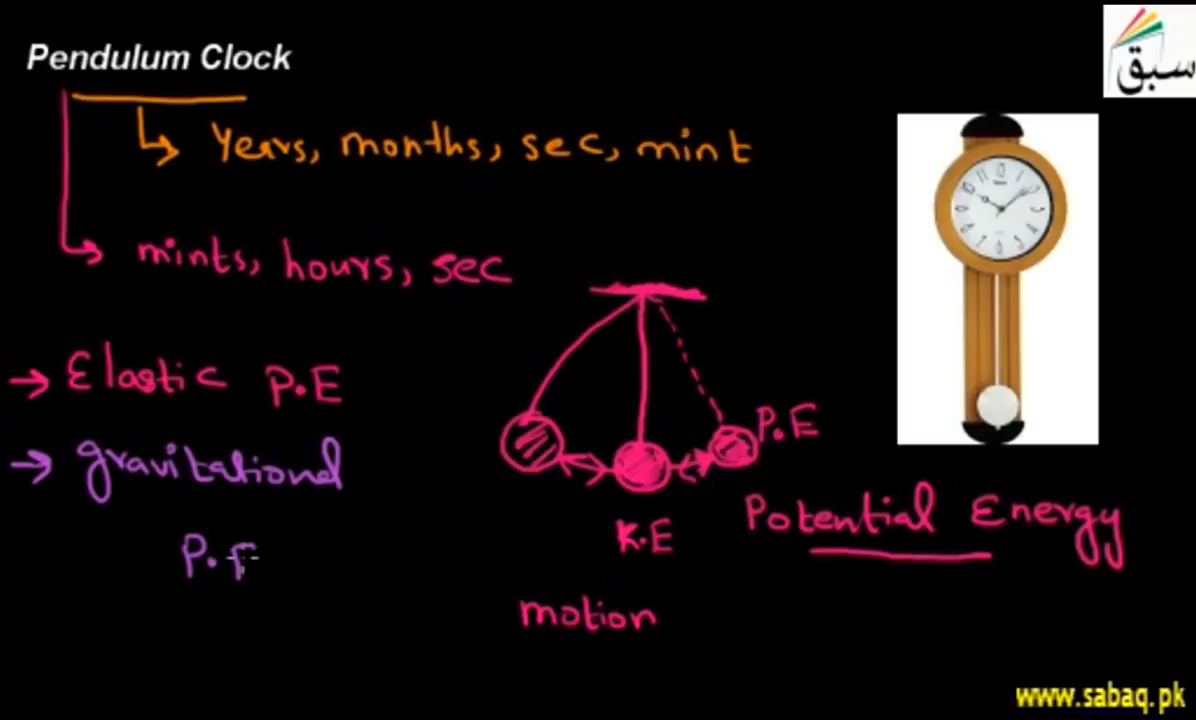 Pendulum Clock
سبق
Years, months, sec, mint
mints, hours, sec
→ Elastic P.E
→ gravitational
P.E
P.E
K.E
Potential Energy
motion
www.sabaq.pk